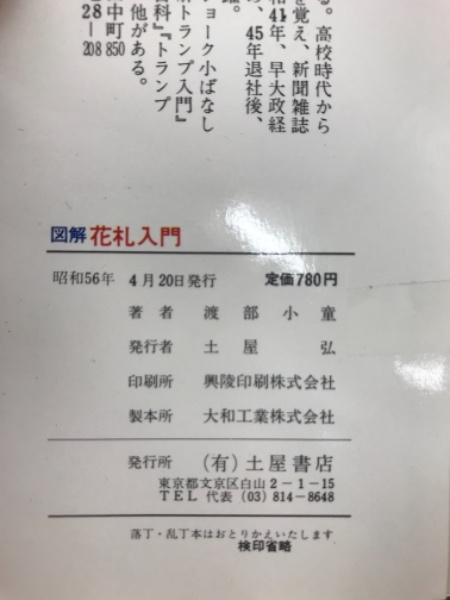 る。高校時代から
を覚え、新聞雑誌
和41年、早大政経
、45年退社後、
躍。
ョーク小ばなし
トランプ入門』
科』『トランプ
他がある。
中町850
28―208
図解 花札入門
昭和56年 4月20日発行 定価780円
著者 渡部小童
発行者 土屋 弘
印刷所 興陵印刷株式会社
製本所 大和工業株式会社
発行所 (有)土屋書店
東京都文京区白山2-1-15
TEL 代表(03)814-8648
落丁・乱丁本はおとりかえいたします
検印省略